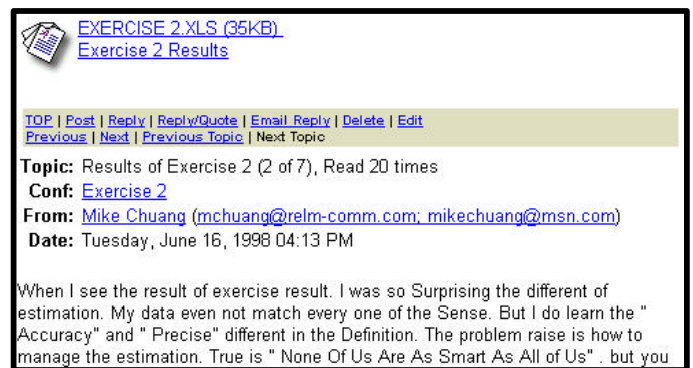 EXERCISE 2.XLS (35KB)
Exercise 2 Results
TOP | Post | Reply | Reply/Quote | Email Reply | Delete | Edit
Previous | Next | Previous Topic | Next Topic
Topic: Results of Exercise 2 (2 of 7), Read 20 times
Conf: Exercise 2
From: Mike Chuang (mchuang@relm-comm.com; mikechuang@msn.com)
Date: Tuesday, June 16, 1998 04:13 PM
When I see the result of exercise result. I was so Surprising the different of
estimation. My data even not match every one of the Sense. But I do learn the "
Accuracy" and " Precise" different in the Definition. The problem raise is how to
manage the estimation. True is " None Of Us Are As Smart As All of Us" . but you